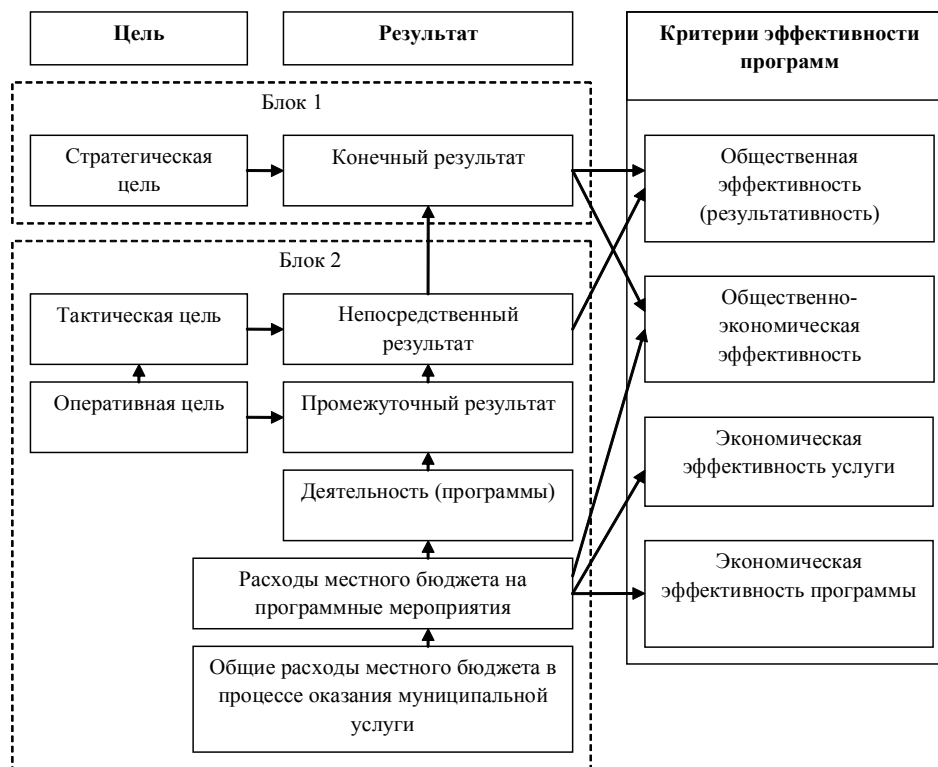 Цель
Результат
Критерии эффективности
программ
Блок 1
Стратегическая
цель
Конечный результат
Общественная
эффективность
(результативность)
Блок 2
Тактическая цель
Непосредственный
результат
Общественно-
экономическая
эффективность
Оперативная цель
Промежуточный результат
Экономическая
эффективность услуги
Деятельность (программы)
Расходы местного бюджета на
программные мероприятия
Экономическая
эффективность программы
Общие расходы местного бюджета в
процессе оказания муниципальной
услуги